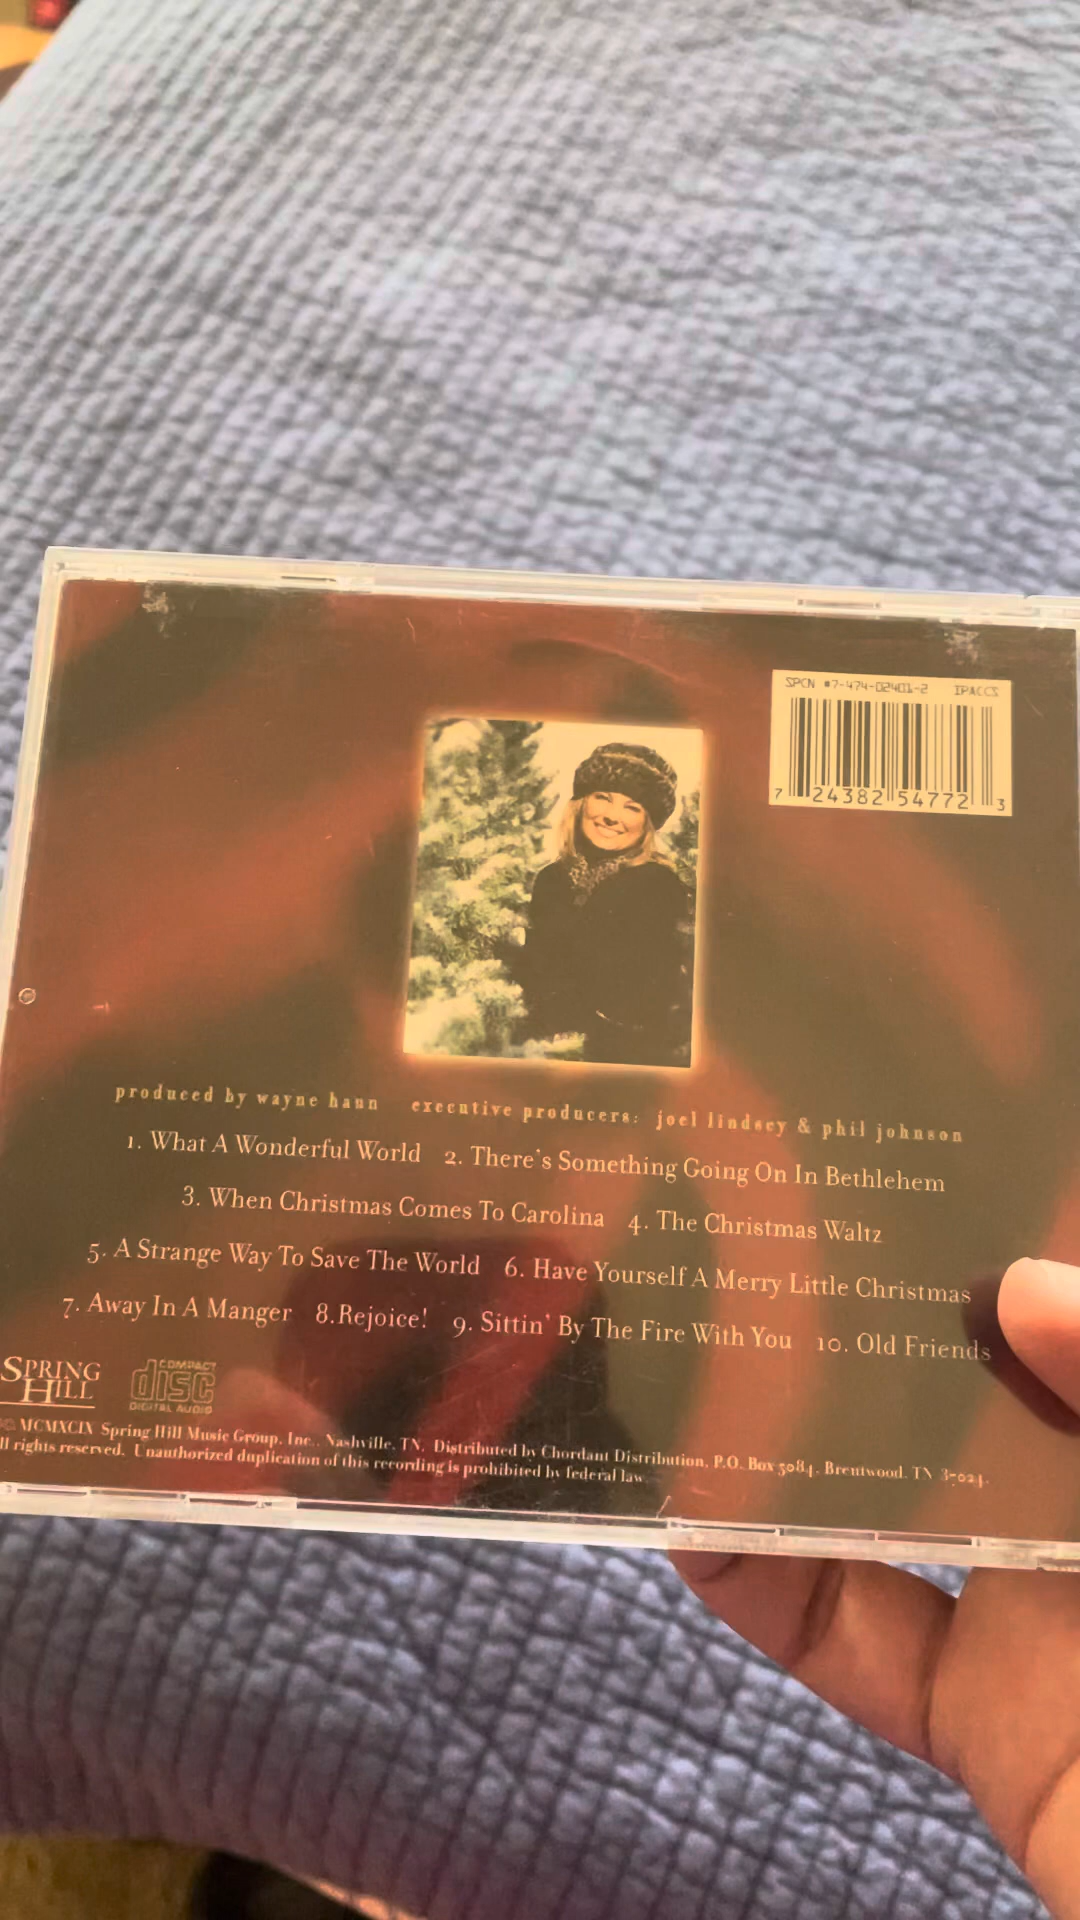 SPCN #7-474-02401-2 IPACCS
7 24382 54772 3
produced by wayne haun executive producers: joel lindsey & phil johnson
1. What A Wonderful World 2. There's Something Going On In Bethlehem
3. When Christmas Comes To Carolina 4. The Christmas Waltz
5. A Strange Way To Save The World 6. Have Yourself A Merry Little Christmas
7. Away In A Manger 8.Rejoice! 9. Sittin' By The Fire With You 10. Old Friends
SPRING
HILL
COMPACT
disc
DIGITAL AUDIO
MCMXCIX Spring Hill Music Group, Inc., Nashville, TN. Distributed by Chordant Distribution, P.O. Box 5084, Brentwood, TN 37024.
ll rights reserved. Unauthorized duplication of this recording is prohibited by federal law.